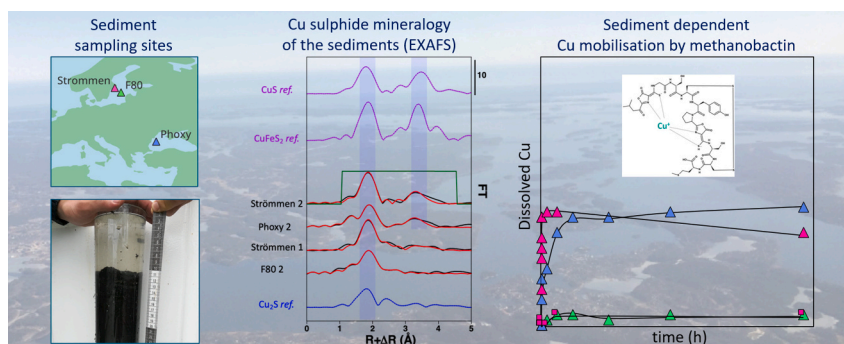 Sediment
sampling sites
Strömmen
F80
Phoxy
Cu sulphide mineralogy
of the sediments (EXAFS)
CuS ref.
10
CuFeS₂ ref.
FT
Strömmen 2
Phoxy 2
Strömmen 1
F80 2
Cu₂S ref.
0 1 2 3 4 5
R+ΔR (Å)
Sediment dependent
Cu mobilisation by methanobactin
Cu⁺
Dissolved Cu
time (h)